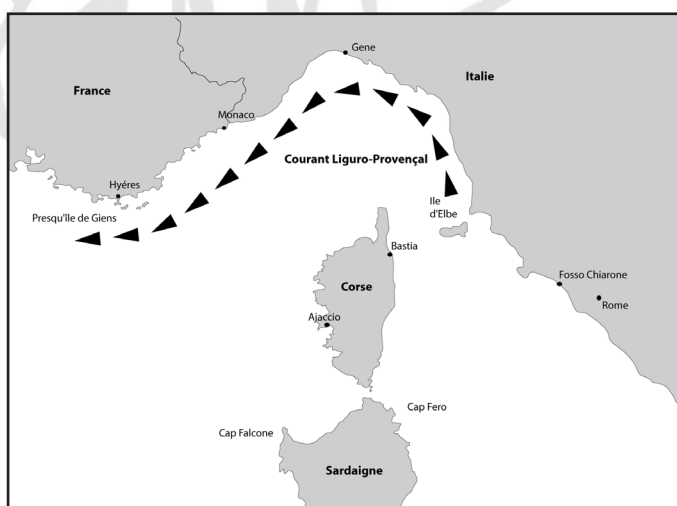 Gene
Italie
France
Monaco
Courant Liguro-Provençal
Hyéres
Ile
d'Elbe
Presqu'île de Giens
Bastia
Fosso Chiarone
Corse
Rome
Ajaccio
Cap Fero
Cap Falcone
Sardaigne